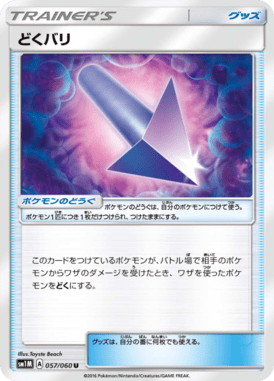 TRAINER'S グッズ
どくバリ
ポケモンのどうぐ
ポケモンのどうぐは、自分のポケモンにつけて使う。
ポケモン1匹につき1枚だけつけられ、つけたままにする。
このカードをつけているポケモンが、バトル場で相手のポケ
モンからワザのダメージを受けたとき、ワザを使ったポケモ
ンをどくにする。
グッズは、自分の番に何枚でも使える。
Illus. Toyste Beach
SM1M A 057/060 U
©2016 Pokémon/Nintendo/Creatures/GAME FREAK.